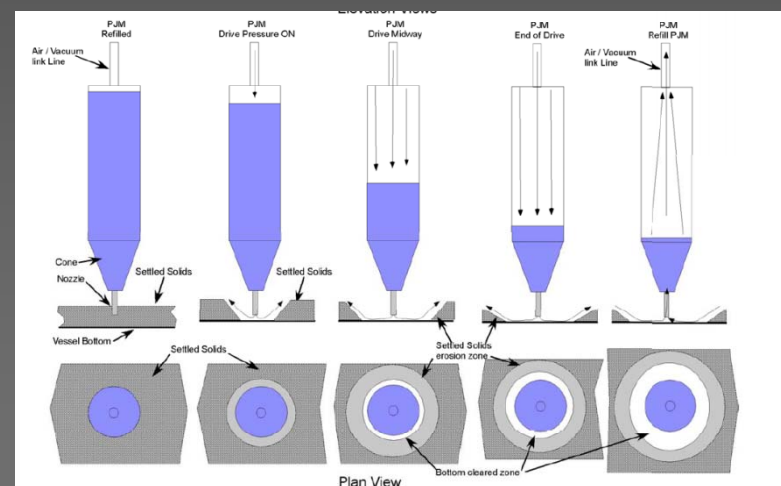 Elevation Views
PJM
Refilled
PJM
Drive Pressure ON
PJM
Drive Midway
PJM
End of Drive
PJM
Refill PJM
Air / Vacuum
link Line
Air / Vacuum
link Line
Cone
Nozzle
Settled Solids
Settled Solids
Vessel Bottom
Settled Solids
Settled Solids
erosion zone
Bottom cleared zone
Plan View